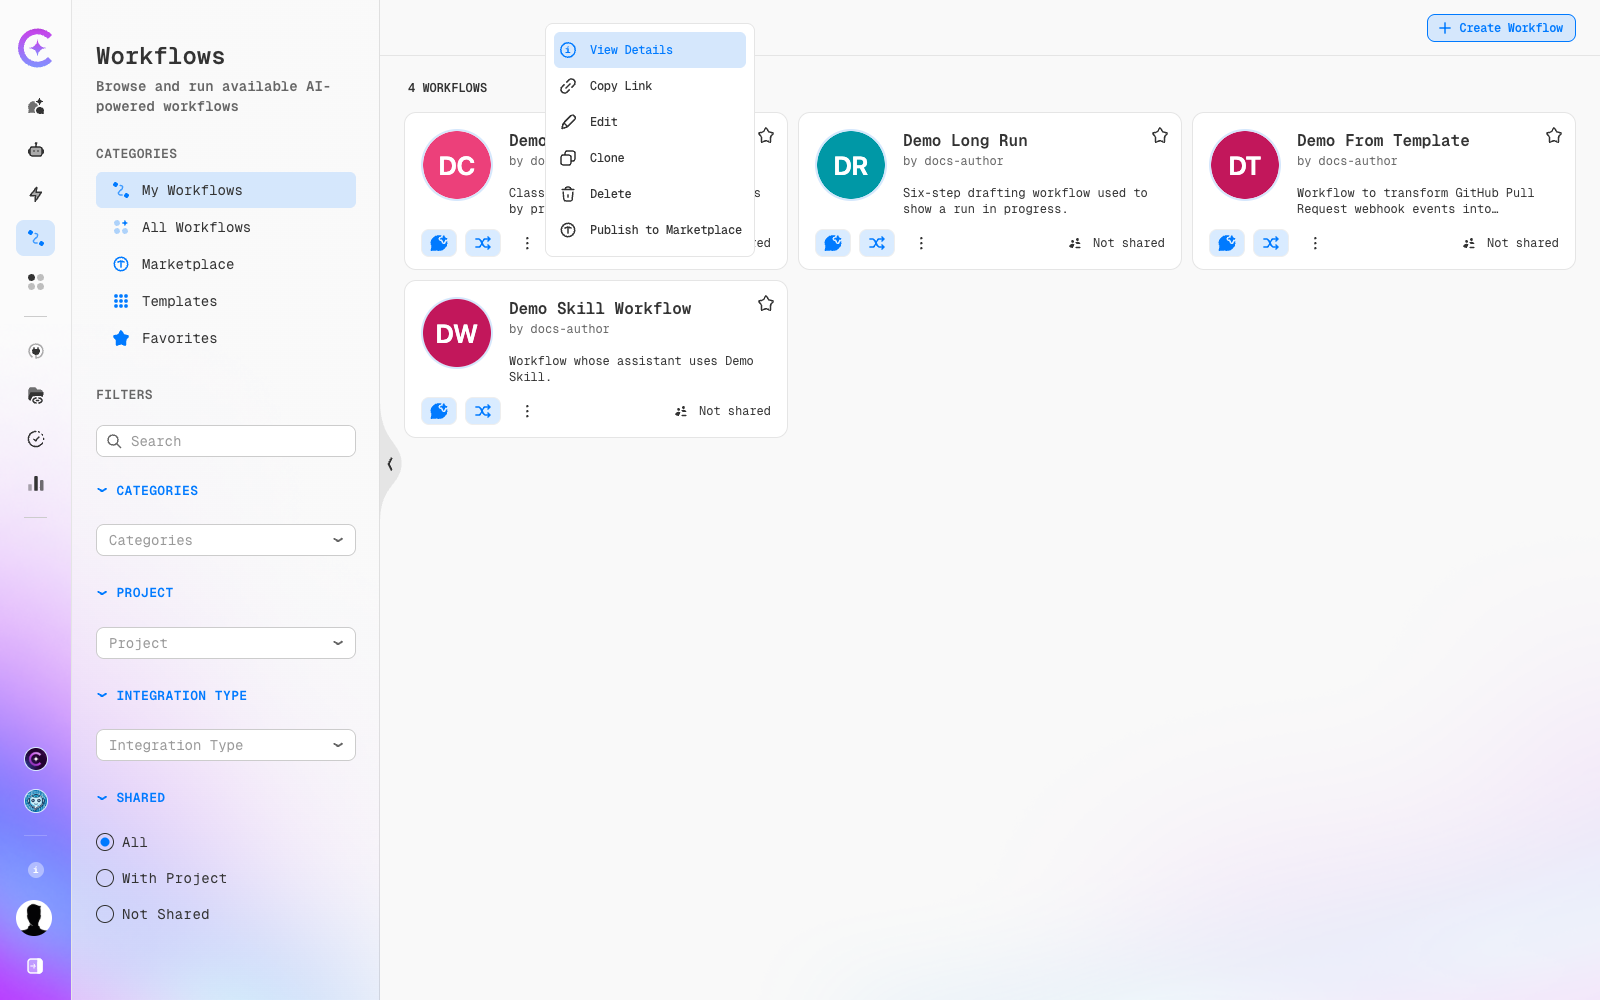 Workflows
Browse and run available AI-
powered workflows
CATEGORIES
My Workflows
All Workflows
Marketplace
Templates
Favorites
FILTERS
Search
CATEGORIES
Categories
PROJECT
Project
INTEGRATION TYPE
Integration Type
SHARED
All
With Project
Not Shared
Create Workflow
4 WORKFLOWS
View Details
Copy Link
Edit
Clone
Delete
Publish to Marketplace
DC
Demo
by
by
DR
Demo Long Run
by docs-author
Six-step drafting workflow used to
show a run in progress.
Not shared
DT
Demo From Template
by docs-author
Workflow to transform GitHub Pull
Request webhook events into…
Not shared
DW
Demo Skill Workflow
by docs-author
Workflow whose assistant uses Demo
Skill.
Not shared